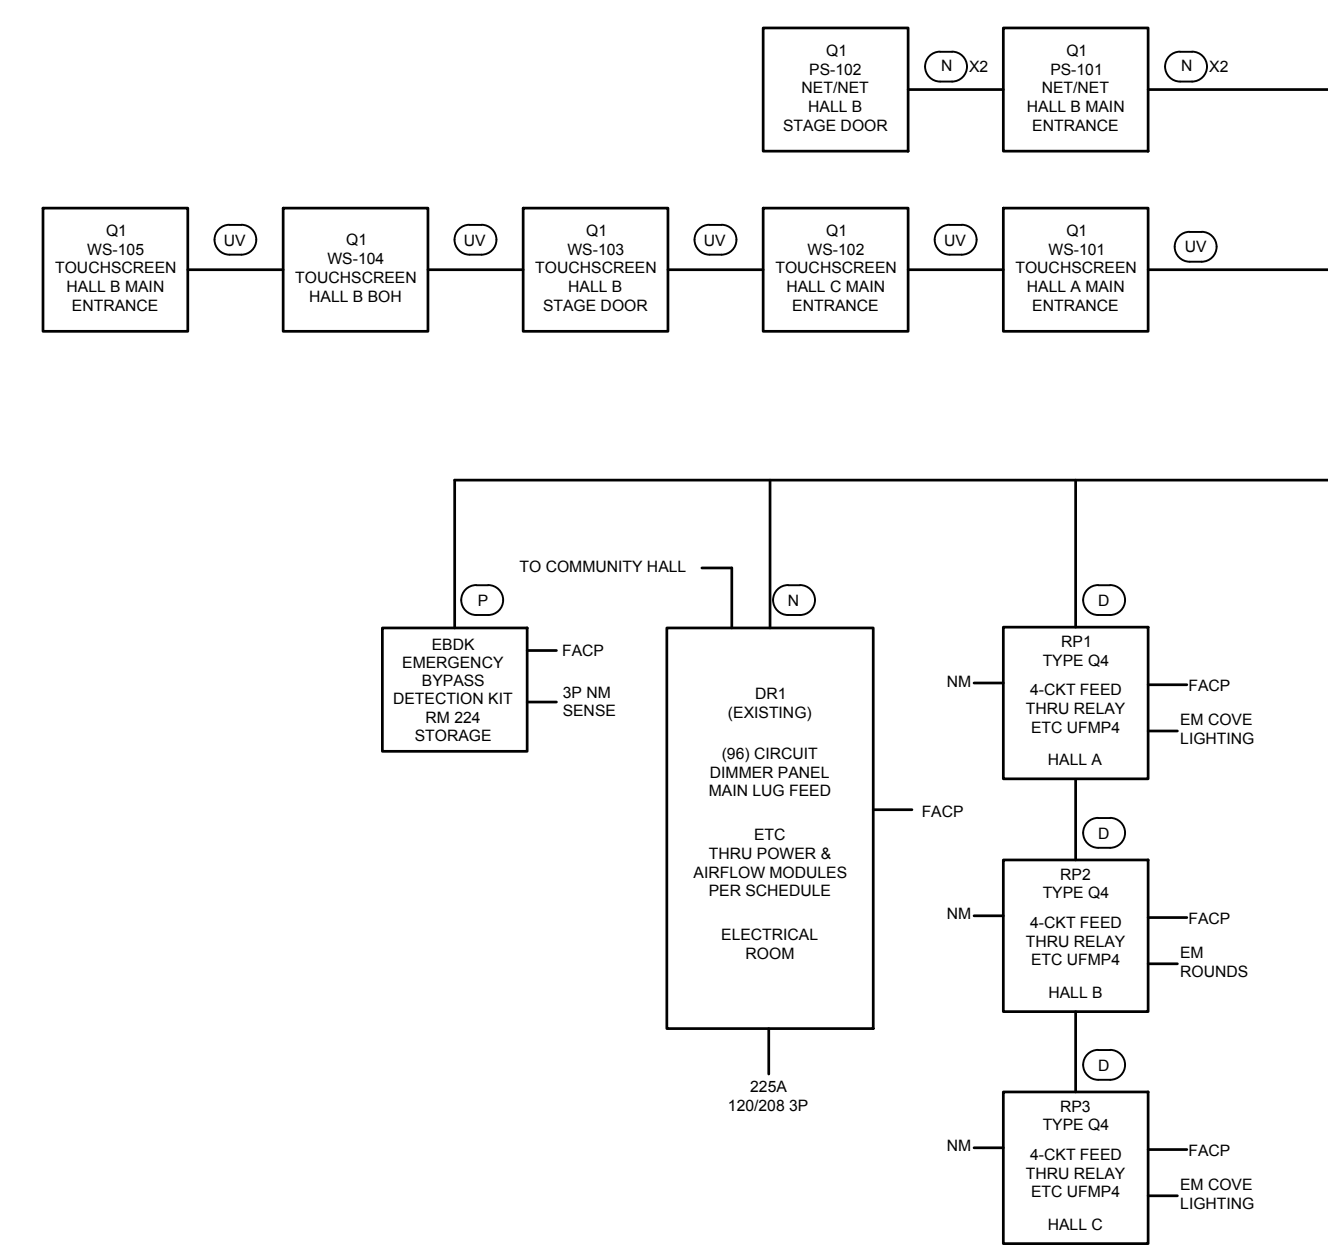 Q1
PS-102
NET/NET
HALL B
STAGE DOOR
N X2
Q1
PS-101
NET/NET
HALL B MAIN
ENTRANCE
N X2
Q1
WS-105
TOUCHSCREEN
HALL B MAIN
ENTRANCE
UV
Q1
WS-104
TOUCHSCREEN
HALL B BOH
UV
Q1
WS-103
TOUCHSCREEN
HALL B
STAGE DOOR
UV
Q1
WS-102
TOUCHSCREEN
HALL C MAIN
ENTRANCE
UV
Q1
WS-101
TOUCHSCREEN
HALL A MAIN
ENTRANCE
UV
TO COMMUNITY HALL
P
EBDK
EMERGENCY
BYPASS
DETECTION KIT
RM 224
STORAGE
FACP
3P NM
SENSE
N
DR1
(EXISTING)
(96) CIRCUIT
DIMMER PANEL
MAIN LUG FEED
ETC
THRU POWER &
AIRFLOW MODULES
PER SCHEDULE
ELECTRICAL
ROOM
FACP
225A
120/208 3P
D
NM
RP1
TYPE Q4
4-CKT FEED
THRU RELAY
ETC UFMP4
HALL A
FACP
EM COVE
LIGHTING
D
NM
RP2
TYPE Q4
4-CKT FEED
THRU RELAY
ETC UFMP4
HALL B
FACP
EM
ROUNDS
D
NM
RP3
TYPE Q4
4-CKT FEED
THRU RELAY
ETC UFMP4
HALL C
FACP
EM COVE
LIGHTING